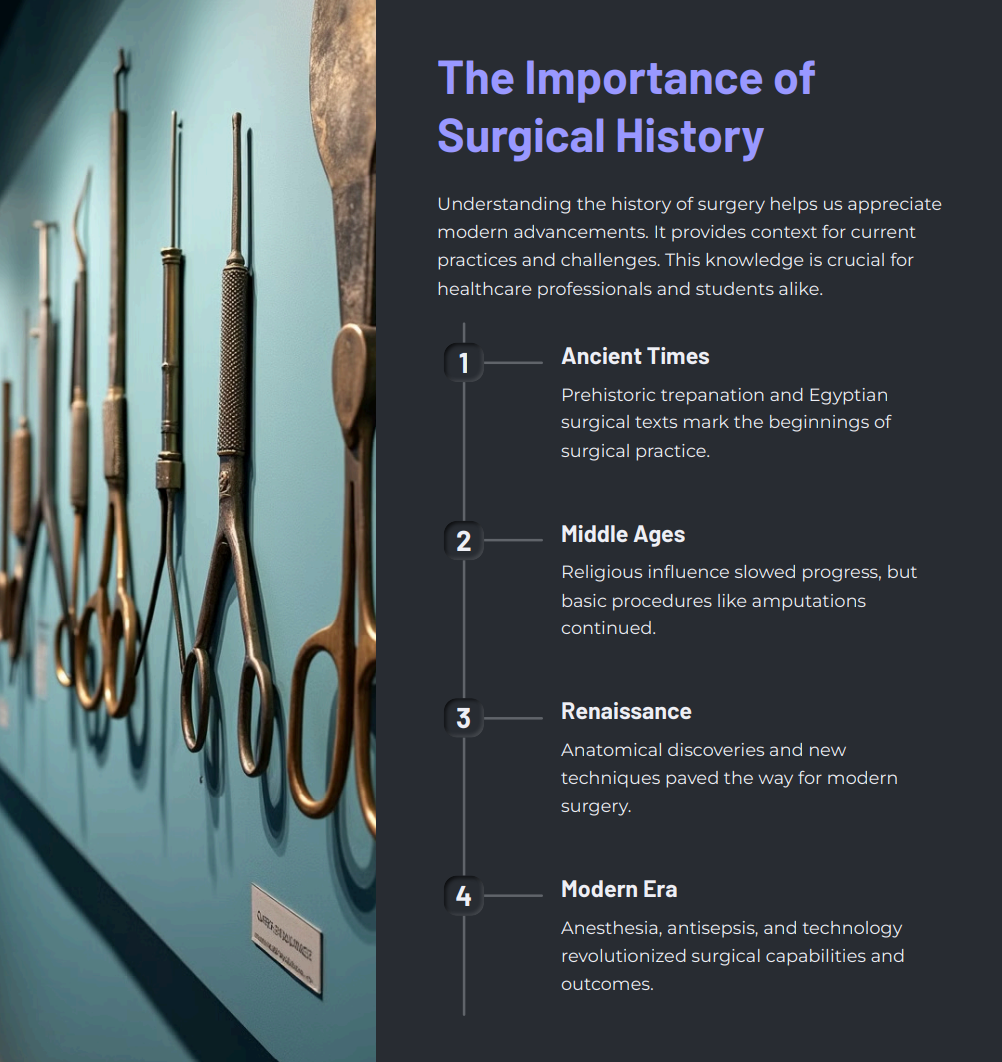 The Importance of
Surgical History
Understanding the history of surgery helps us appreciate
modern advancements. It provides context for current
practices and challenges. This knowledge is crucial for
healthcare professionals and students alike.
1
Ancient Times
Prehistoric trepanation and Egyptian
surgical texts mark the beginnings of
surgical practice.
2
Middle Ages
Religious influence slowed progress, but
basic procedures like amputations
continued.
3
Renaissance
Anatomical discoveries and new
techniques paved the way for modern
surgery.
4
Modern Era
Anesthesia, antisepsis, and technology
revolutionized surgical capabilities and
outcomes.